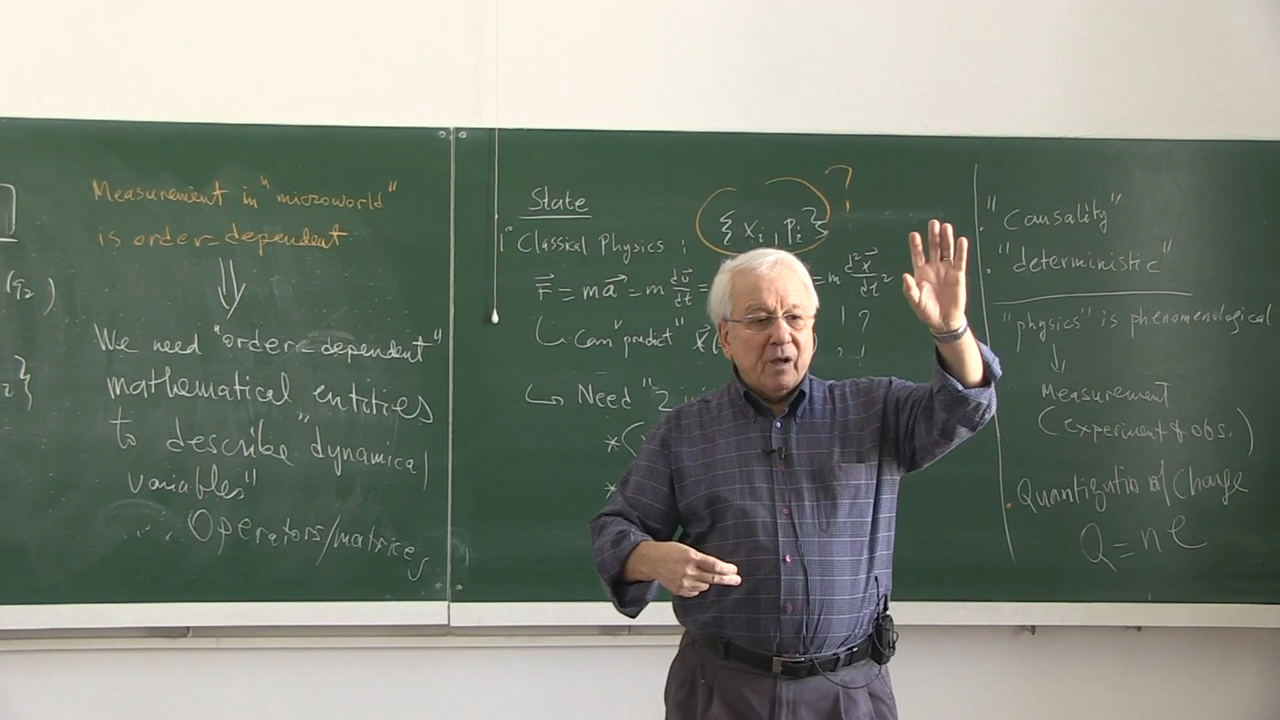 (q₂)
₂}
Measurement in "microworld"
is order-dependent
⇓
We need "order-dependent"
mathematical entities
to describe "dynamical
variables"
... Operators/matrices
State
{xᵢ, pᵢ} ?
1° Classical Physics :
F⃗ = ma⃗ = m dv⃗/dt = m d²x⃗/dt²
↳ Can "predict" x⃗( ! ?
? !
↳ Need "2
*(
*
"Causality"
"deterministic"
"physics" is phenomenological
↓
Measurement
(experiment & obs.)
Quantization of Charge
Q = ne